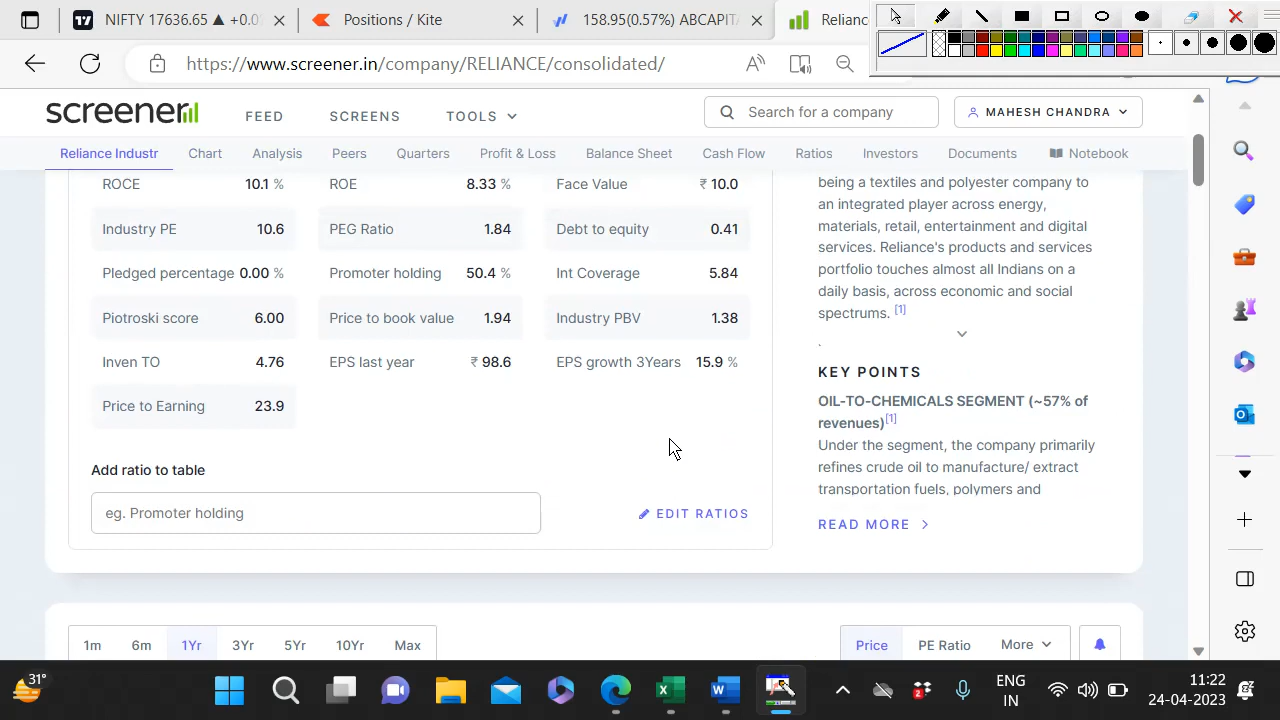 NIFTY 17636.65 ▲ +0.0
Positions / Kite
158.95(0.57%) ABCAPITA
Relianc
https://www.screener.in/company/RELIANCE/consolidated/
screener
FEED
SCREENS
TOOLS
Search for a company
MAHESH CHANDRA
Reliance Industr
Chart
Analysis
Peers
Quarters
Profit & Loss
Balance Sheet
Cash Flow
Ratios
Investors
Documents
Notebook
ROCE 10.1 %
ROE 8.33 %
Face Value ₹ 10.0
Industry PE 10.6
PEG Ratio 1.84
Debt to equity 0.41
Pledged percentage 0.00 %
Promoter holding 50.4 %
Int Coverage 5.84
Piotroski score 6.00
Price to book value 1.94
Industry PBV 1.38
Inven TO 4.76
EPS last year ₹ 98.6
EPS growth 3Years 15.9 %
Price to Earning 23.9
Add ratio to table
eg. Promoter holding
EDIT RATIOS
being a textiles and polyester company to
an integrated player across energy,
materials, retail, entertainment and digital
services. Reliance's products and services
portfolio touches almost all Indians on a
daily basis, across economic and social
spectrums. [1]
.
KEY POINTS
OIL-TO-CHEMICALS SEGMENT (~57% of
revenues)[1]
Under the segment, the company primarily
refines crude oil to manufacture/ extract
transportation fuels, polymers and
READ MORE
1m
6m
1Yr
3Yr
5Yr
10Yr
Max
Price
PE Ratio
More
31°
ENG
IN
11:22
24-04-2023